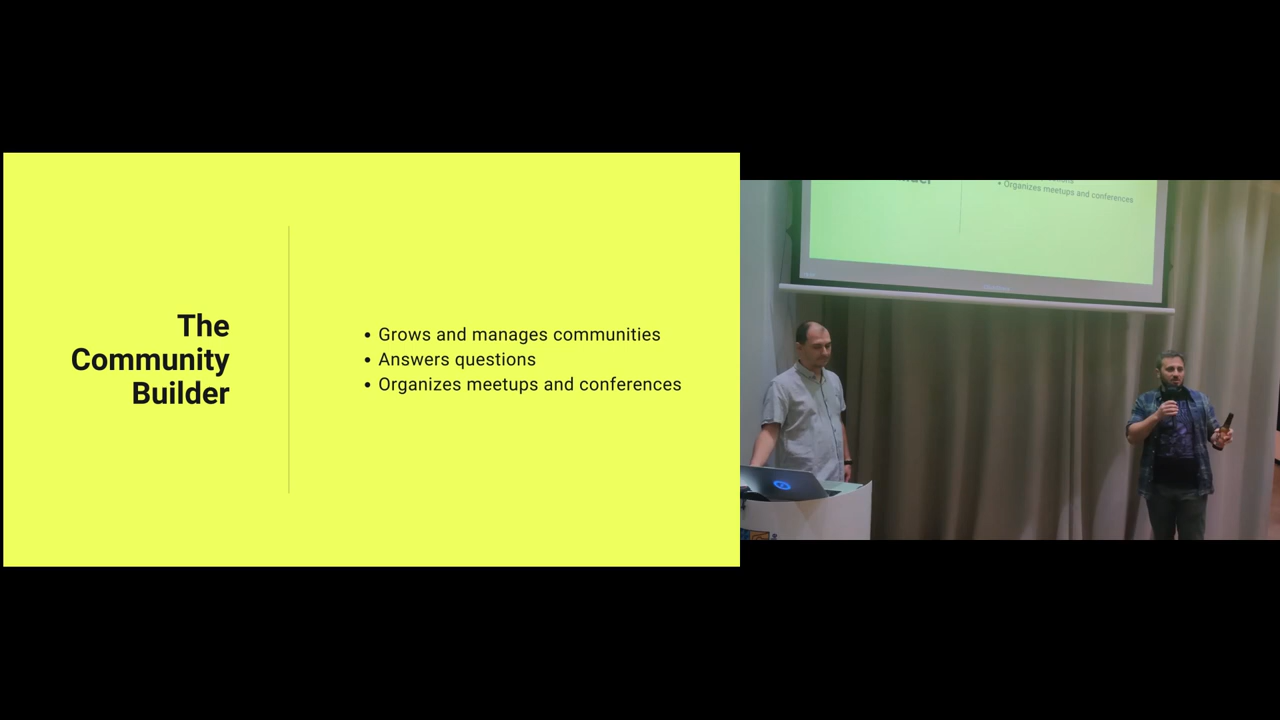 The
Community
Builder
• Grows and manages communities
• Answers questions
• Organizes meetups and conferences
• Organizes meetups and conferences